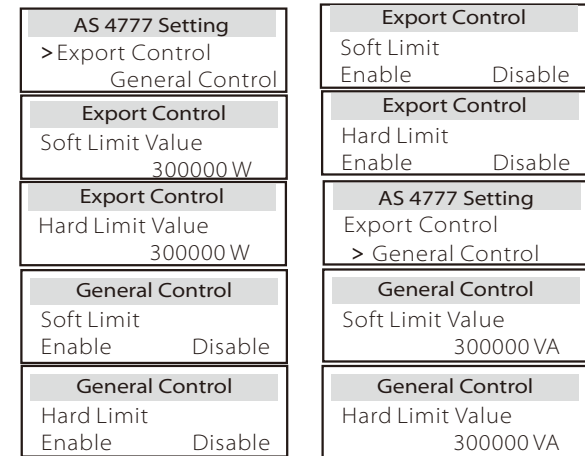 AS 4777 Setting
>Export Control
General Control
Export Control
Soft Limit
Enable Disable
Export Control
Soft Limit Value
300000 W
Export Control
Hard Limit
Enable Disable
Export Control
Hard Limit Value
300000 W
AS 4777 Setting
Export Control
> General Control
General Control
Soft Limit
Enable Disable
General Control
Soft Limit Value
300000 VA
General Control
Hard Limit
Enable Disable
General Control
Hard Limit Value
300000 VA